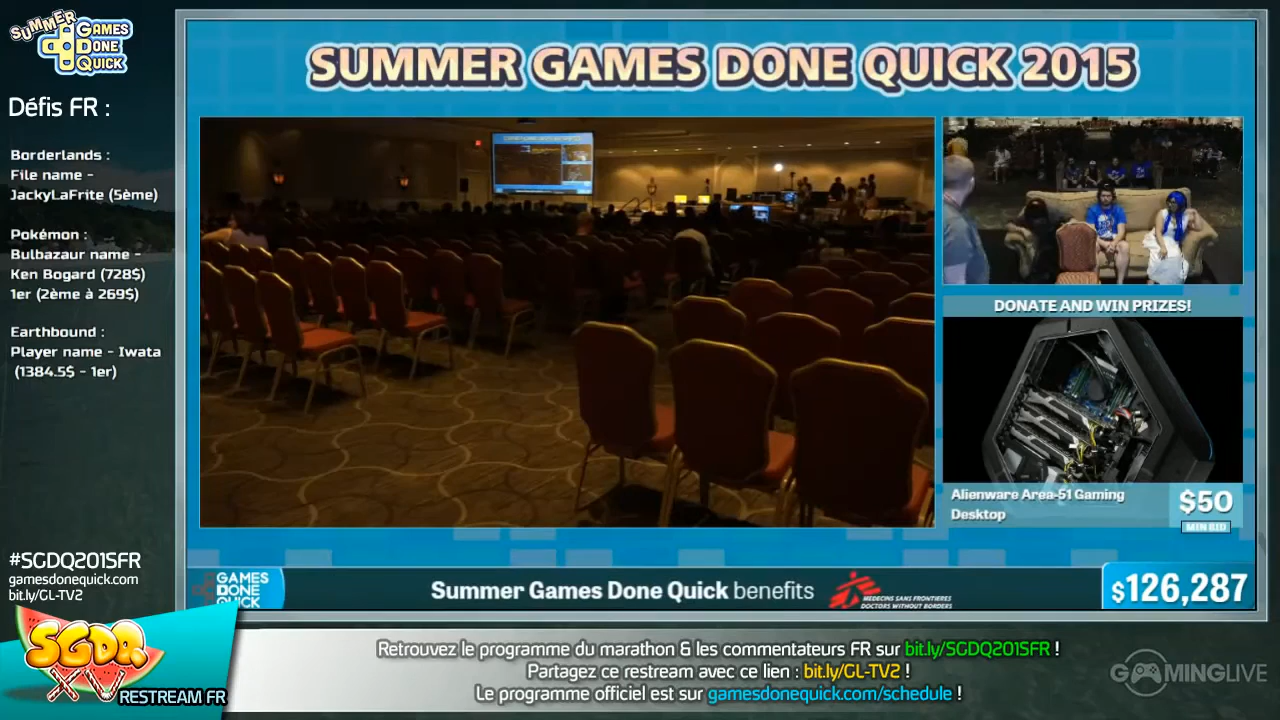 SUMMER GAMES DONE QUICK
Défis FR :
Borderlands :
File name -
JackyLaFrite (5ème)
Pokémon :
Bulbazaur name -
Ken Bogard (728$)
1er (2ème à 269$)
Earthbound :
Player name - Iwata
(1384.5$ - 1er)
#SGDQ2015FR
gamesdonequick.com
bit.ly/GL-TV2
SGDQ
RESTREAM FR
SUMMER GAMES DONE QUICK 2015
DONATE AND WIN PRIZES!
Alienware Area-51 Gaming
Desktop
$50
MIN BID
GAMES
DONE
QUICK
Summer Games Done Quick benefits
MEDECINS SANS FRONTIERES
DOCTORS WITHOUT BORDERS
$126,287
Retrouvez le programme du marathon & les commentateurs FR sur bit.ly/SGDQ2015FR !
Partagez ce restream avec ce lien : bit.ly/GL-TV2 !
Le programme officiel est sur gamesdonequick.com/schedule !
GAMINGLIVE